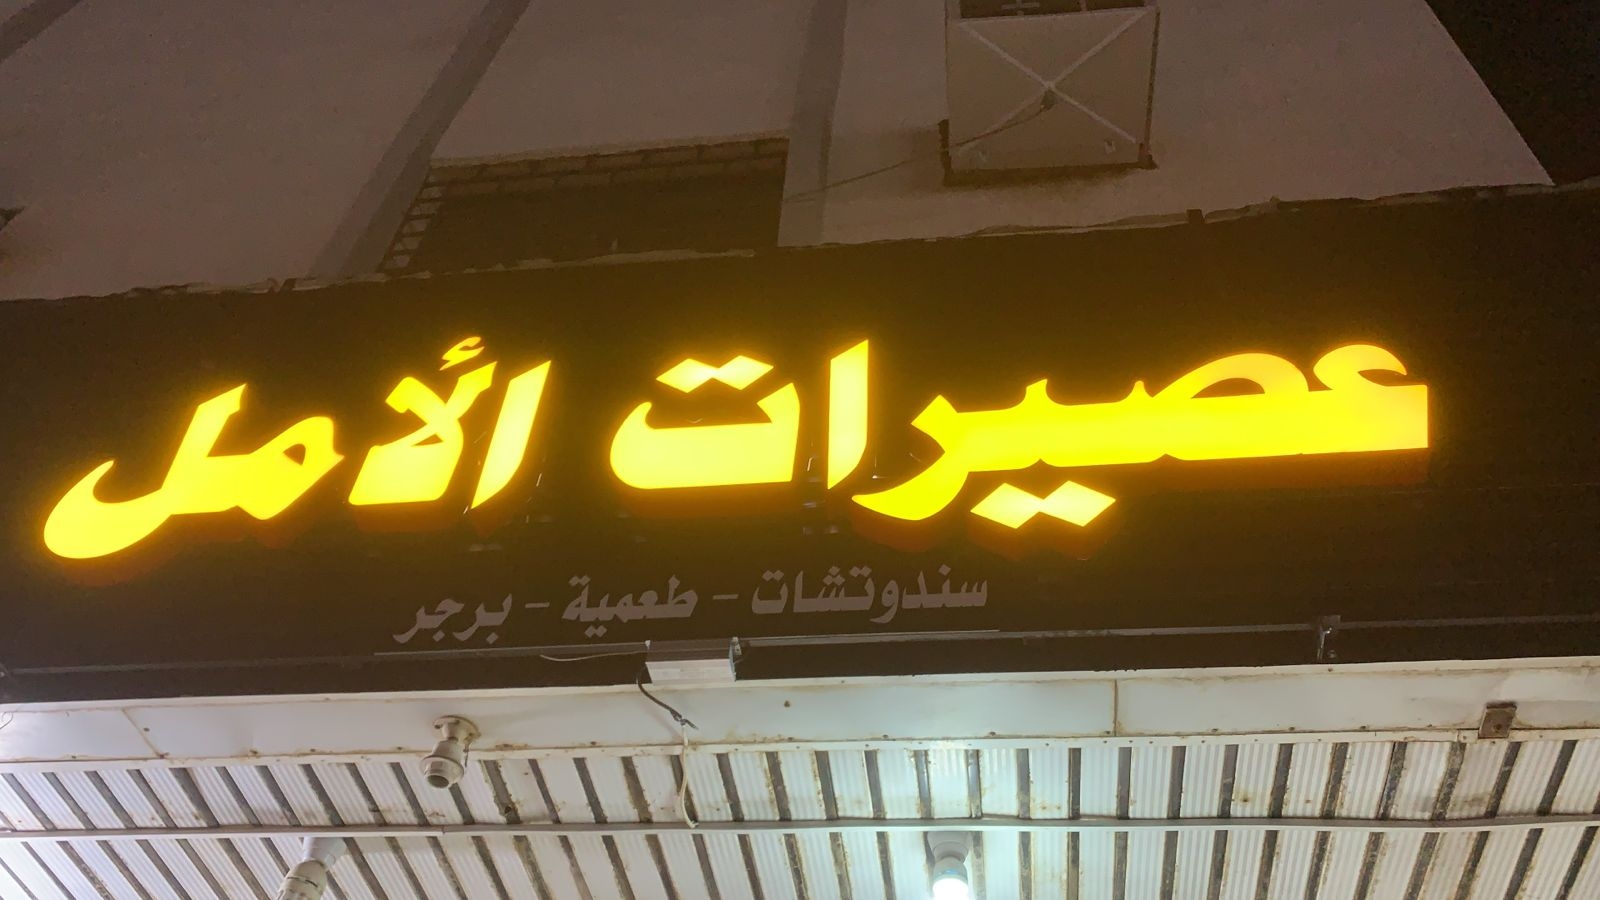 عصيرات الأمل
سندوتشات - طعمية - برجر